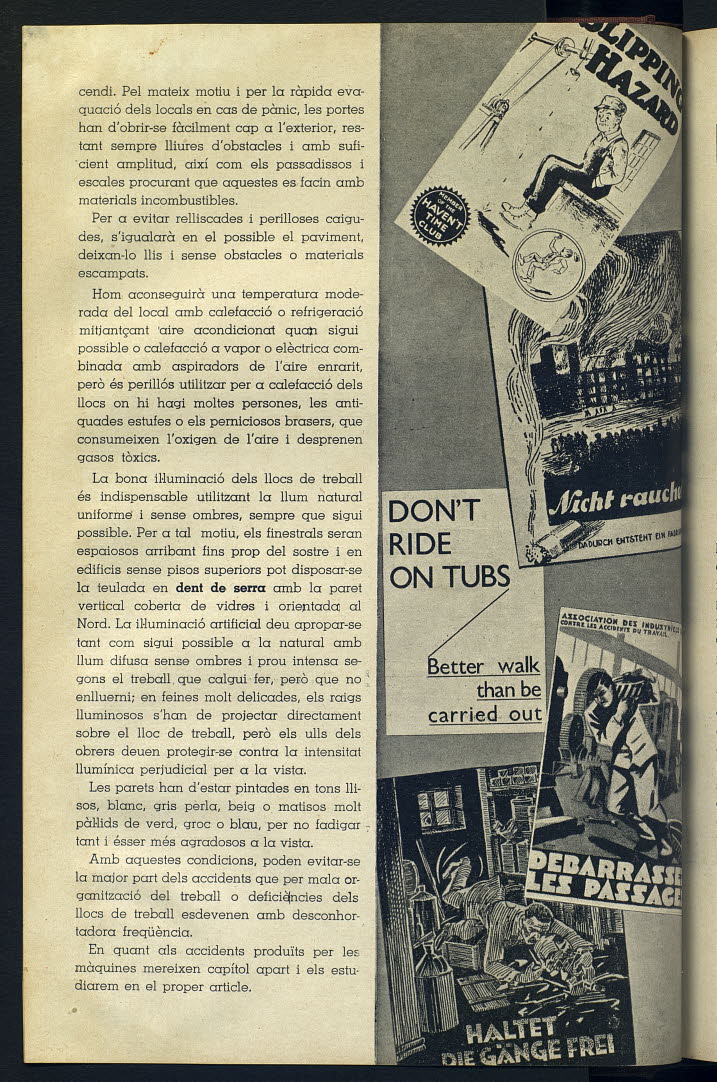 cendi. Pel mateix motiu i per la ràpida eva-
quació dels locals en cas de pànic, les portes
han d'obrir-se fàcilment cap a l'exterior, res-
tant sempre lliures d'obstacles i amb sufi-
cient amplitud, així com els passadissos i
escales procurant que aquestes es facin amb
materials incombustibles.
Per a evitar relliscades i perilloses caigu-
des, s'igualarà en el possible el paviment,
deixan-lo llis i sense obstacles o materials
escampats.
Hom aconseguirà una temperatura mode-
rada del local amb calefacció o refrigeració
mitjantçant aire acondicionat quan sigui
possible o calefacció a vapor o elèctrica com-
binada amb aspiradors de l'aire enrarit,
però és perillós utilitzar per a calefacció dels
llocs on hi hagi moltes persones, les anti-
quades estufes o els perniciosos brasers, que
consumeixen l'oxigen de l'aire i desprenen
gasos tòxics.
La bona il·luminació dels llocs de treball
és indispensable utilitzant la llum natural
uniforme i sense ombres, sempre que sigui
possible. Per a tal motiu, els finestrals seran
espaiosos arribant fins prop del sostre i en
edificis sense pisos superiors pot disposar-se
la teulada en dent de serra amb la paret
vertical coberta de vidres i orientada al
Nord. La il·luminació artificial deu apropar-se
tant com sigui possible a la natural amb
llum difusa sense ombres i prou intensa se-
gons el treball que calgui fer, però que no
enlluerni; en feines molt delicades, els raigs
lluminosos s'han de projectar directament
sobre el lloc de treball, però els ulls dels
obrers deuen protegir-se contra la intensitat
llumínica perjudicial per a la vista.
Les parets han d'estar pintades en tons lli-
sos, blanc, gris perla, beig o matisos molt
pàl·lids de verd, groc o blau, per no fadigar
tant i ésser més agradosos a la vista.
Amb aquestes condicions, poden evitar-se
la major part dels accidents que per mala or-
ganització del treball o deficiències dels
llocs de treball esdevenen amb desconhor-
tadora freqüència.
En quant als accidents produïts per les
màquines mereixen capítol apart i els estu-
diarem en el proper article.
SLIPPING
HAZARD
MEMBER
OF THE
HAVENT
TIME
CLUB
Nicht rauche
DADURCH ENTSTEHT EIN FABRI
DON'T
RIDE
ON TUBS
Better walk
than be
carried out
ASSOCIATION DES INDUSTRIELS
CONTRE LES ACCIDENTS DU TRAVAIL
DEBARRASSE
LES PASSAGE
HALTET
DIE GÄNGE FREI